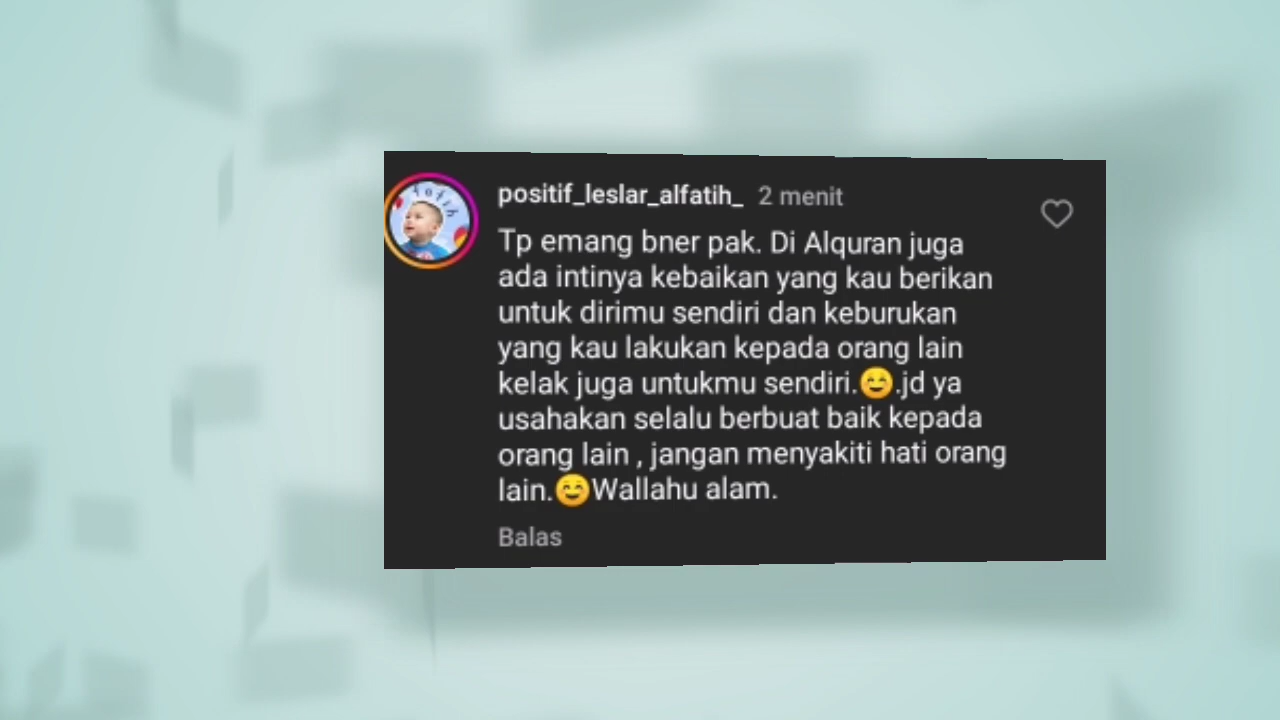 positif_leslar_alfatih_ 2 menit
Tp emang bner pak. Di Alquran juga
ada intinya kebaikan yang kau berikan
untuk dirimu sendiri dan keburukan
yang kau lakukan kepada orang lain
kelak juga untukmu sendiri.😊.jd ya
usahakan selalu berbuat baik kepada
orang lain , jangan menyakiti hati orang
lain.😊Wallahu alam.
Balas